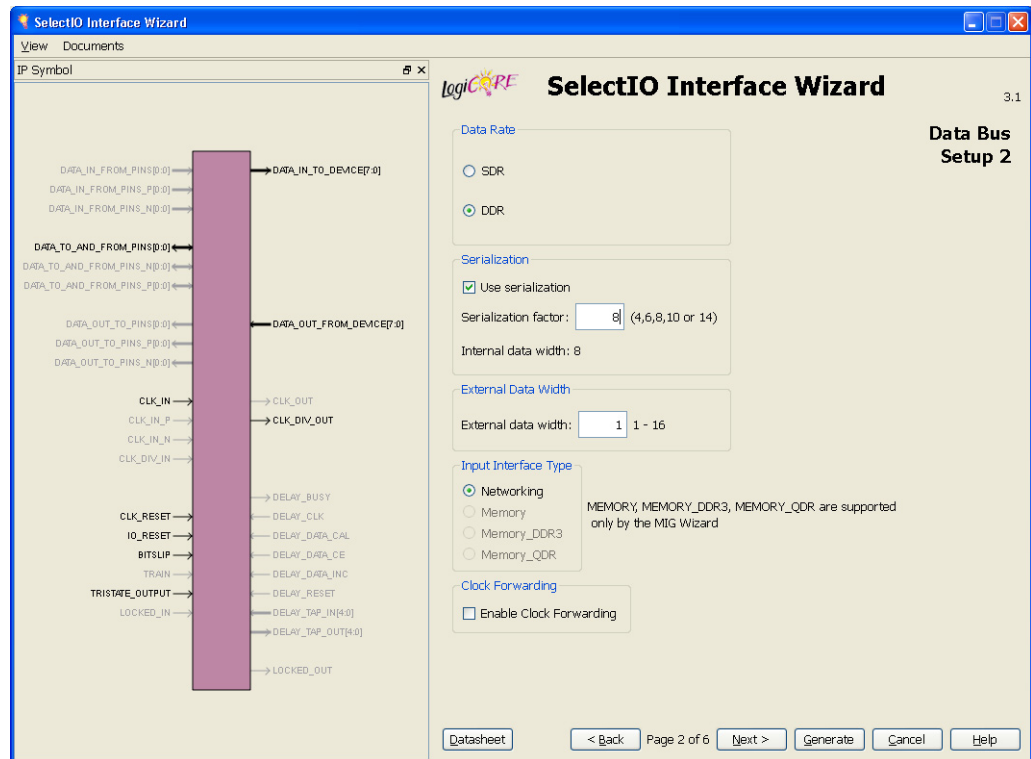 SelectIO Interface Wizard
View Documents
IP Symbol
DATA_IN_FROM_PINS[0:0]
DATA_IN_FROM_PINS_P[0:0]
DATA_IN_FROM_PINS_N[0:0]
DATA_TO_AND_FROM_PINS[0:0]
DATA_TO_AND_FROM_PINS_N[0:0]
DATA_TO_AND_FROM_PINS_P[0:0]
DATA_OUT_TO_PINS[0:0]
DATA_OUT_TO_PINS_P[0:0]
DATA_OUT_TO_PINS_N[0:0]
CLK_IN
CLK_IN_P
CLK_IN_N
CLK_DIV_IN
CLK_RESET
IO_RESET
BITSLIP
TRAIN
TRISTATE_OUTPUT
LOCKED_IN
DATA_IN_TO_DEVICE[7:0]
DATA_OUT_FROM_DEVICE[7:0]
CLK_OUT
CLK_DIV_OUT
DELAY_BUSY
DELAY_CLK
DELAY_DATA_CAL
DELAY_DATA_CE
DELAY_DATA_INC
DELAY_RESET
DELAY_TAP_IN[4:0]
DELAY_TAP_OUT[4:0]
LOCKED_OUT
logiCORE
SelectIO Interface Wizard
3.1
Data Bus
Setup 2
Data Rate
SDR
DDR
Serialization
Use serialization
Serialization factor: 8 (4,6,8,10 or 14)
Internal data width: 8
External Data Width
External data width: 1 1 - 16
Input Interface Type
Networking
Memory
Memory_DDR3
Memory_QDR
MEMORY, MEMORY_DDR3, MEMORY_QDR are supported
only by the MIG Wizard
Clock Forwarding
Enable Clock Forwarding
Datasheet < Back Page 2 of 6 Next > Generate Cancel Help